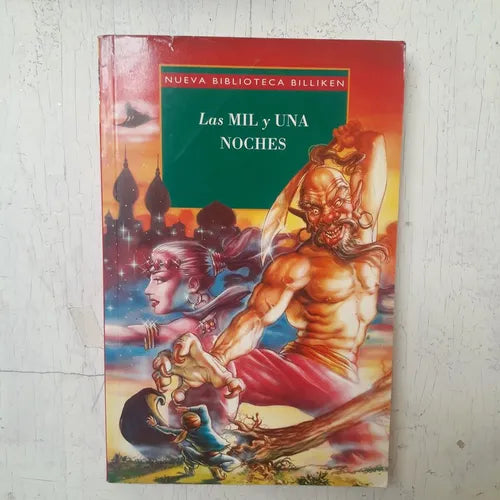 NUEVA BIBLIOTECA BILLIKEN
Las MIL y UNA
NOCHES